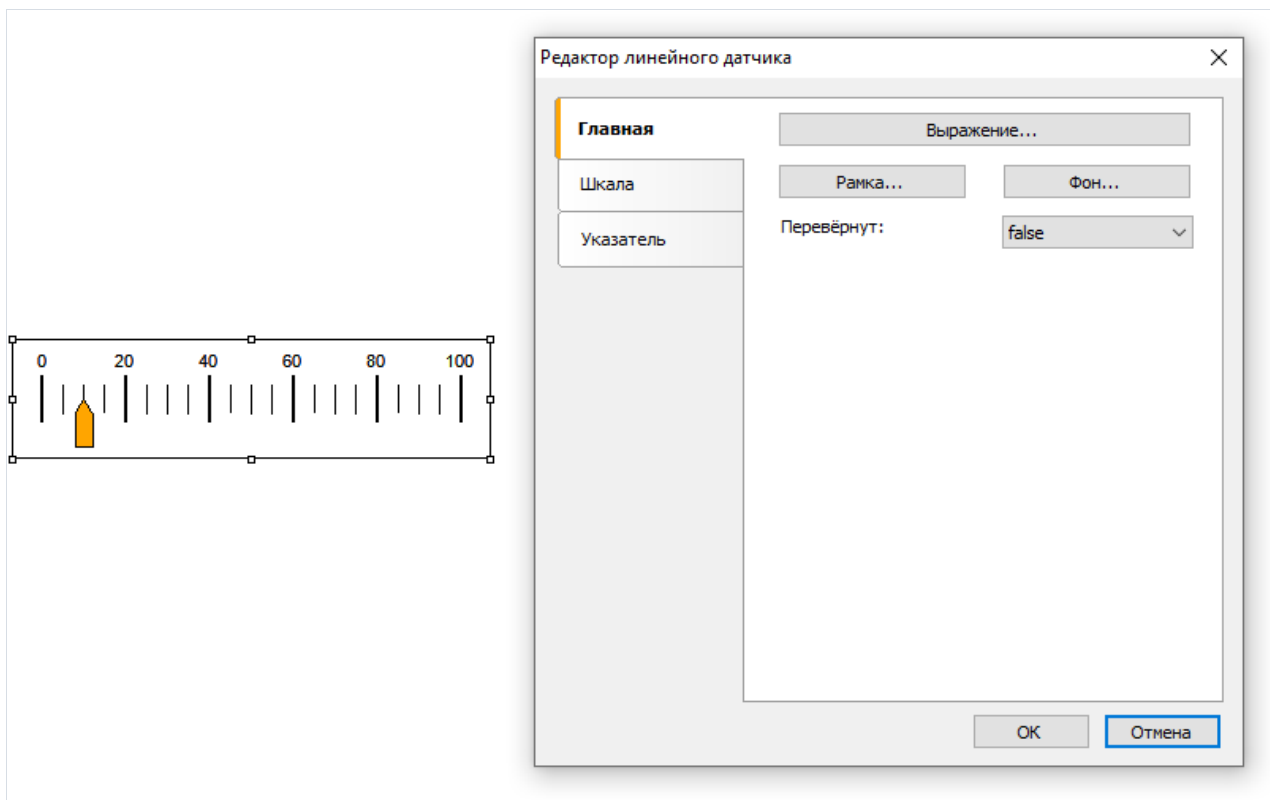 Редактор линейного датчика
Главная
Выражение...
Шкала
Рамка...
Фон...
Указатель
Перевёрнут:
false
0 20 40 60 80 100
OK
Отмена